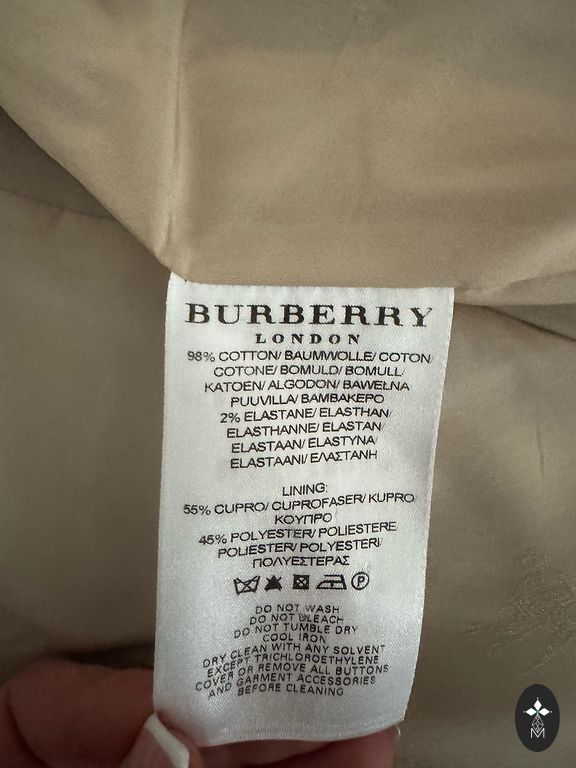 BURBERRY
LONDON
98% COTTON/ BAUMWOLLE/ COTON/
COTONE/ BOMULD/ BOMULL/
KATOEN/ ALGODON/ BAWEŁNA
PUUVILLA/ ΒΑΜΒΑΚΕΡΟ
2% ELASTANE/ ELASTHAN/
ELASTHANNE/ ELASTAN/
ELASTAAN/ ELASTYNA/
ELASTAANI/ ΕΛΑΣΤΑΝΗ
LINING:
55% CUPRO/ CUPROFASER/ KUPRO/
ΚΟΥΠΡΟ
45% POLYESTER/ POLIESTERE
POLIESTER/ POLYESTERI/
ΠΟΛΥΕΣΤΕΡΑΣ
P
DO NOT WASH
DO NOT BLEACH
DO NOT TUMBLE DRY
COOL IRON
DRY CLEAN WITH ANY SOLVENT
EXCEPT TRICHLOROETHYLENE
COVER OR REMOVE ALL BUTTONS
AND GARMENT ACCESSORIES
BEFORE CLEANING
M